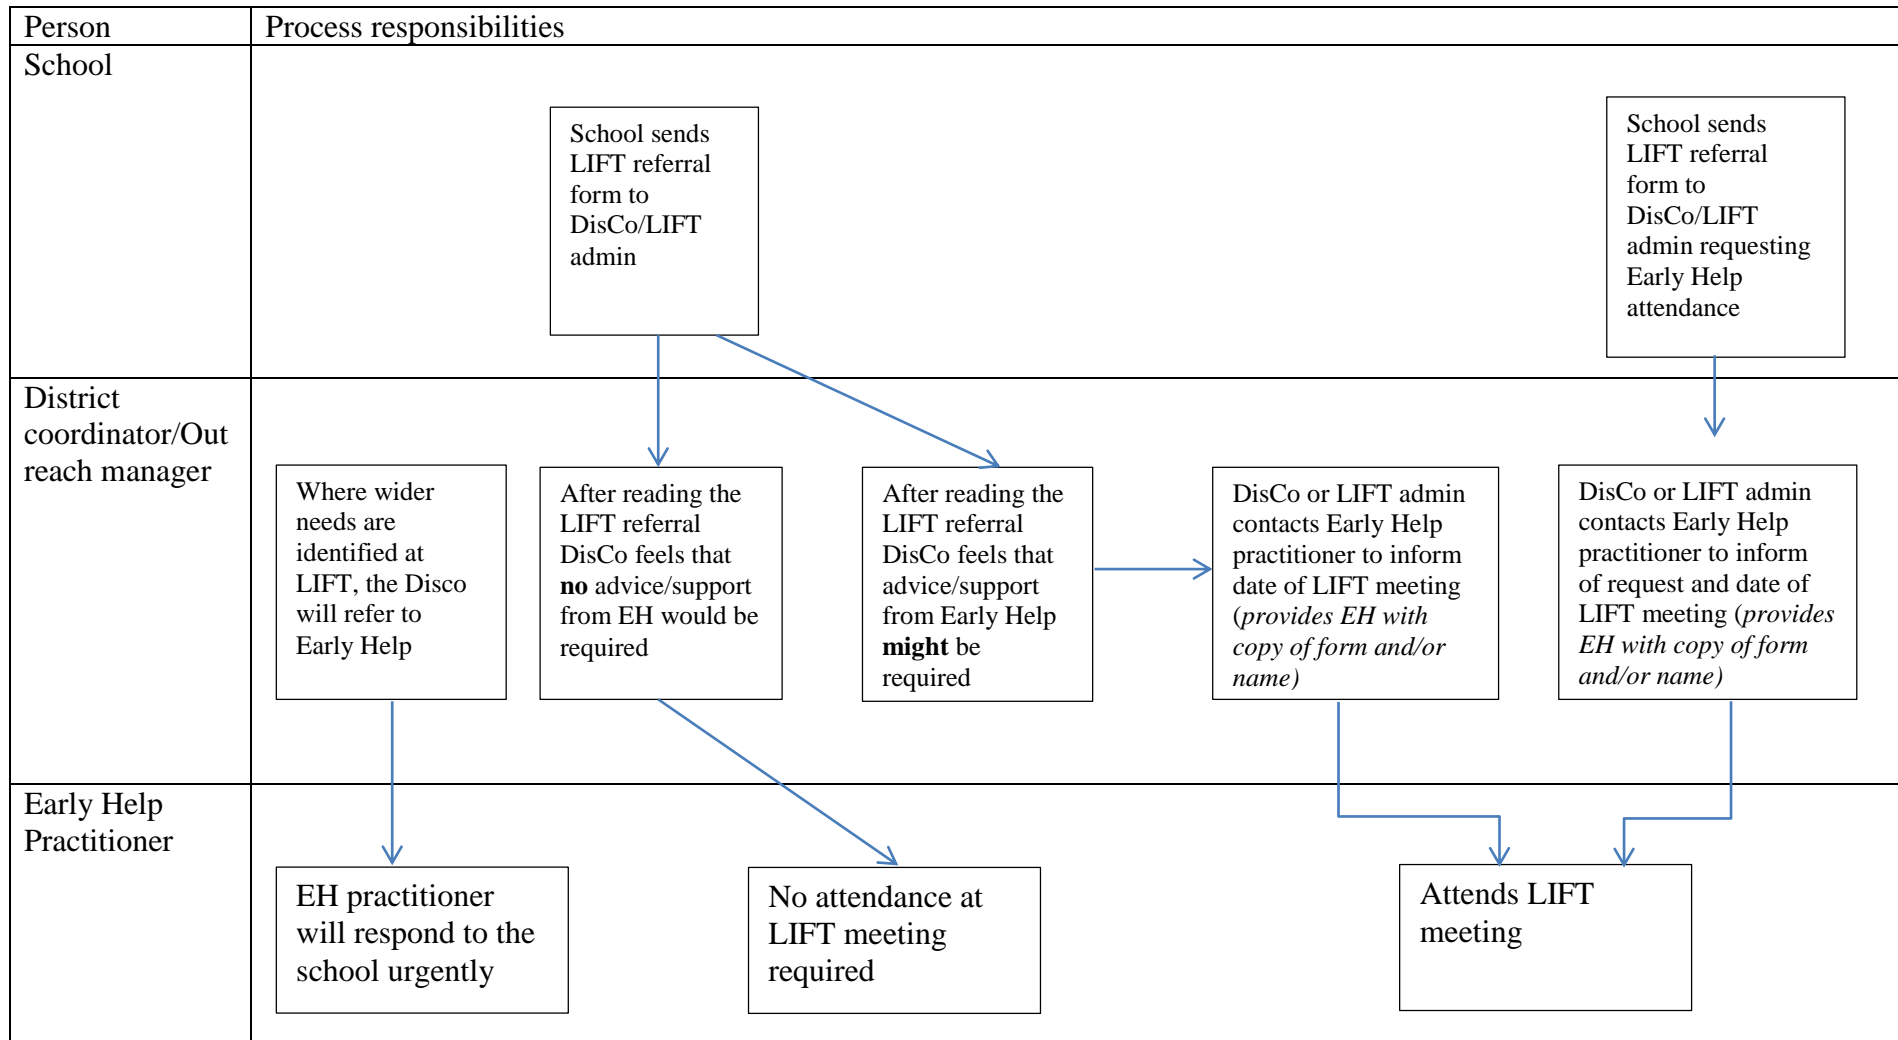 Person
Process responsibilities
School
School sends
LIFT referral
form to
DisCo/LIFT
admin
School sends
LIFT referral
form to
DisCo/LIFT
admin requesting
Early Help
attendance
District
coordinator/Out
reach manager
Where wider
needs are
identified at
LIFT, the Disco
will refer to
Early Help
After reading the
LIFT referral
DisCo feels that
no advice/support
from EH would be
required
After reading the
LIFT referral
DisCo feels that
advice/support
from Early Help
might be
required
DisCo or LIFT admin
contacts Early Help
practitioner to inform
date of LIFT meeting
(provides EH with
copy of form and/or
name)
DisCo or LIFT admin
contacts Early Help
practitioner to inform
of request and date of
LIFT meeting (provides
EH with copy of form
and/or name)
Early Help
Practitioner
EH practitioner
will respond to the
school urgently
No attendance at
LIFT meeting
required
Attends LIFT
meeting